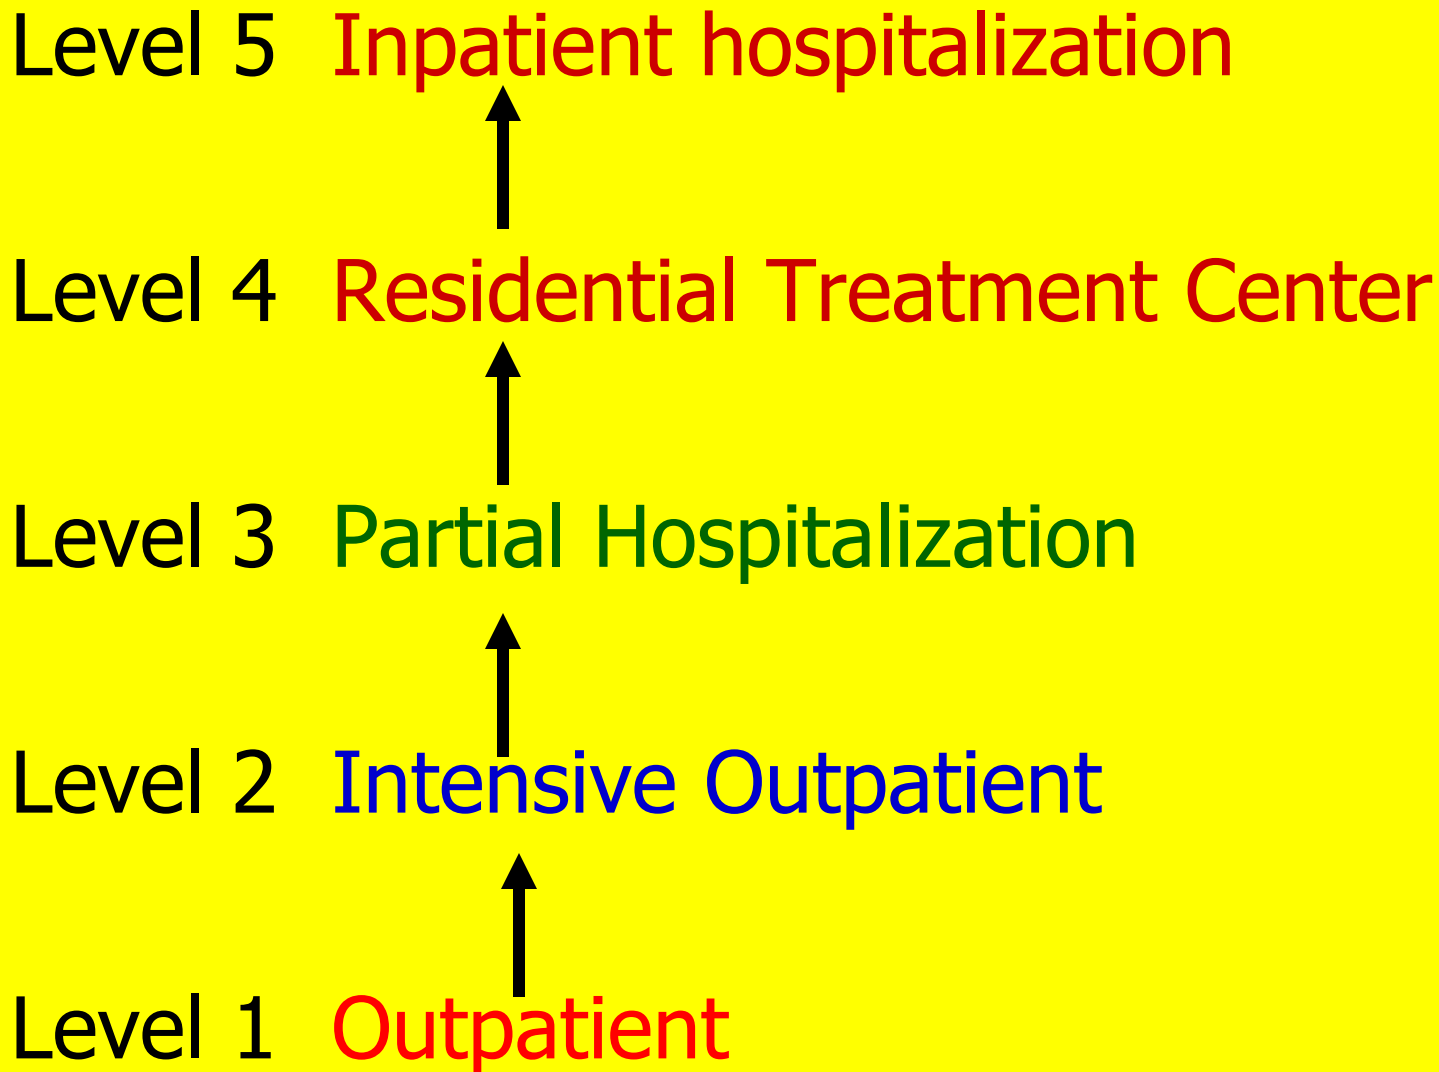 Level 5 Inpatient hospitalization
Level 4 Residential Treatment Center
Level 3 Partial Hospitalization
Level 2 Intensive Outpatient
Level 1 Outpatient